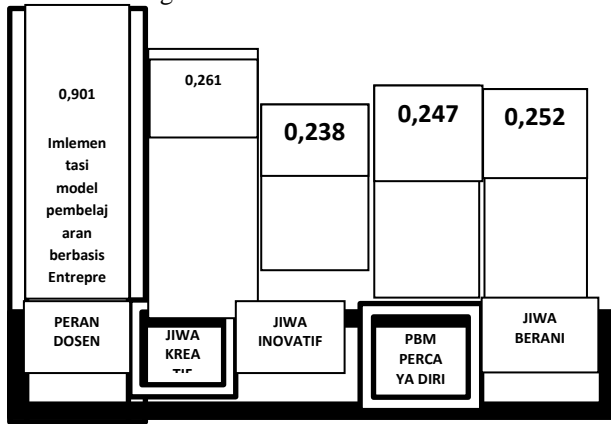 0,901
Imlemen
tasi
model
pembelaj
aran
berbasis
Entrepre
0,261
0,238
0,247
0,252
PERAN
DOSEN
JIWA
KREA
JIWA
INOVATIF
PBM
PERCA
YA DIRI
JIWA
BERANI